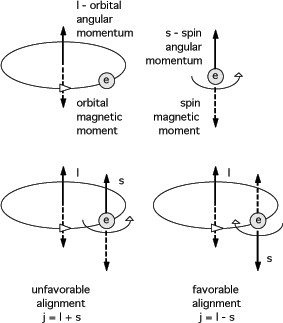 l - orbital
angular
momentum
e
orbital
magnetic
moment
s - spin
angular
momentum
e
spin
magnetic
moment
l
s
e
unfavorable
alignment
j = l + s
l
e
s
favorable
alignment
j = l - s